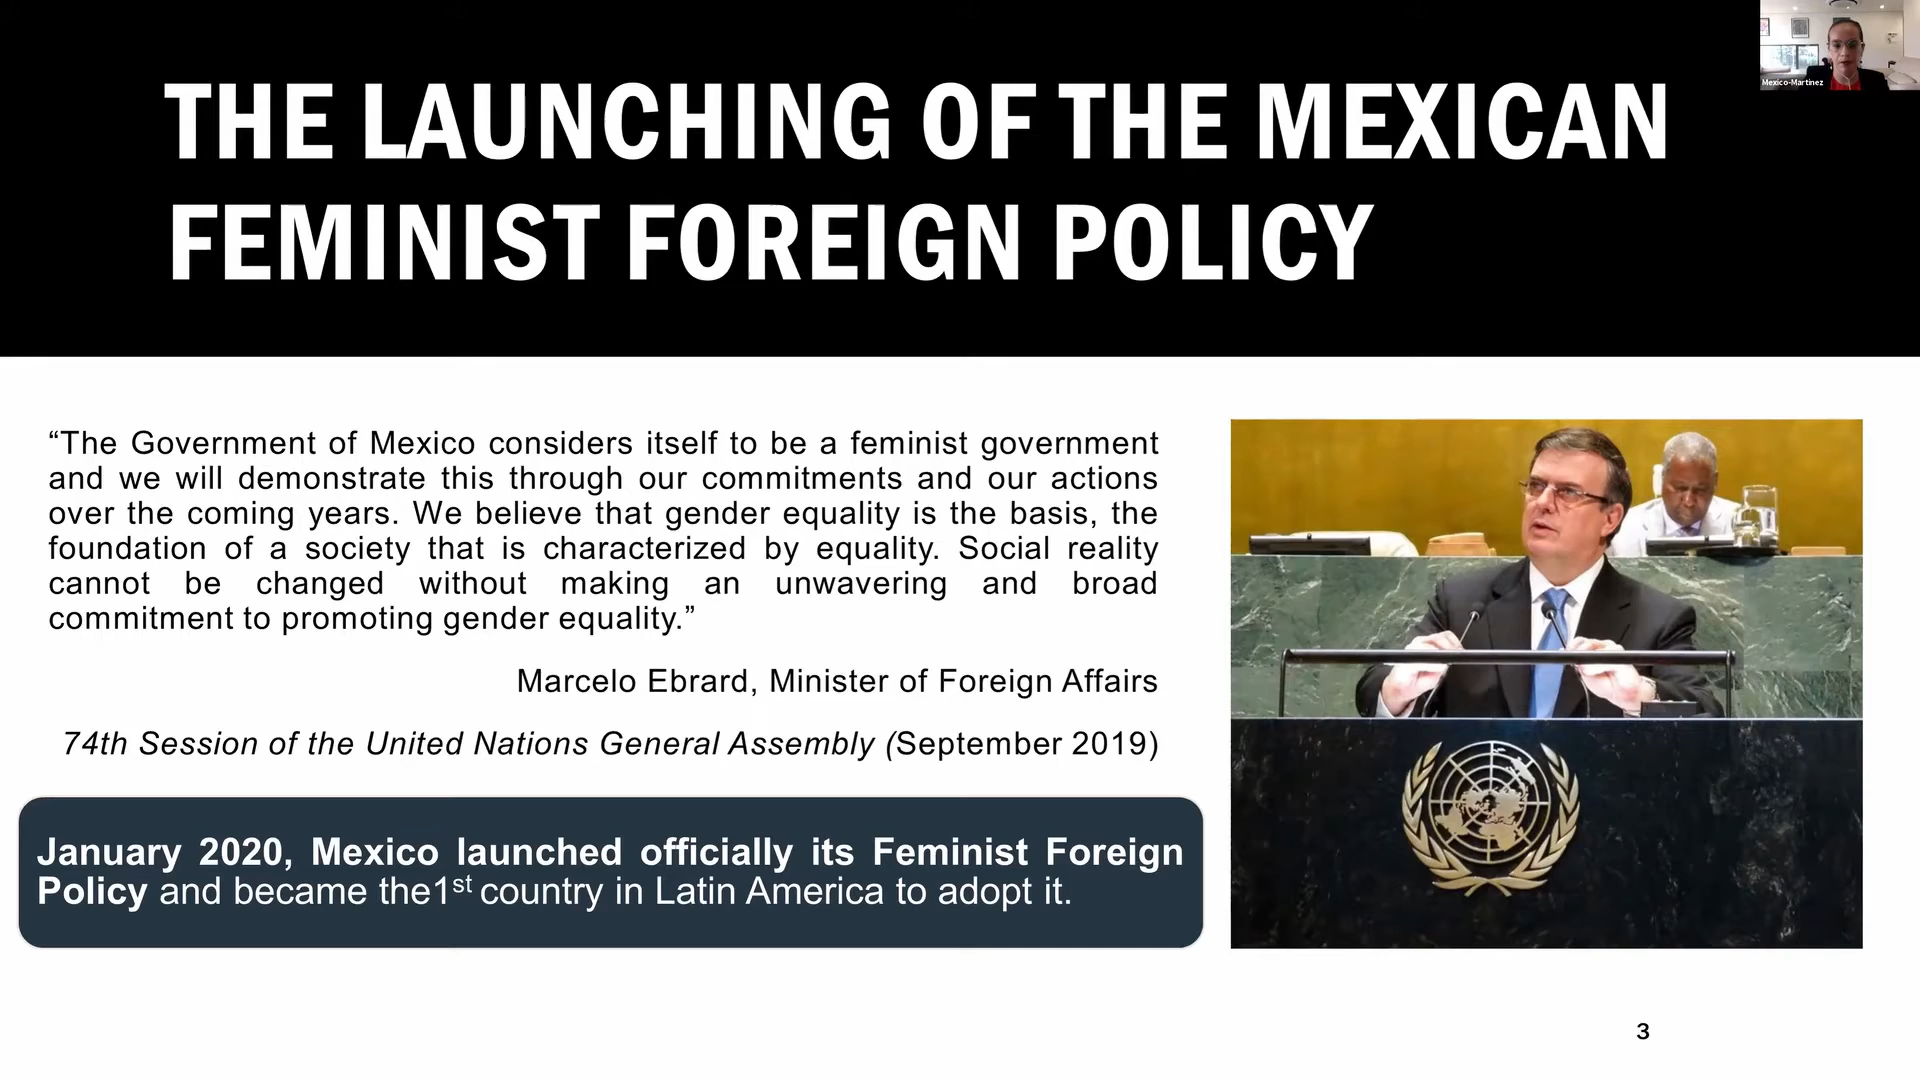 THE LAUNCHING OF THE MEXICAN
FEMINIST FOREIGN POLICY
Mexico-Martinez
“The Government of Mexico considers itself to be a feminist government
and we will demonstrate this through our commitments and our actions
over the coming years. We believe that gender equality is the basis, the
foundation of a society that is characterized by equality. Social reality
cannot be changed without making an unwavering and broad
commitment to promoting gender equality.”
Marcelo Ebrard, Minister of Foreign Affairs
74th Session of the United Nations General Assembly (September 2019)
January 2020, Mexico launched officially its Feminist Foreign
Policy and became the1st country in Latin America to adopt it.
3